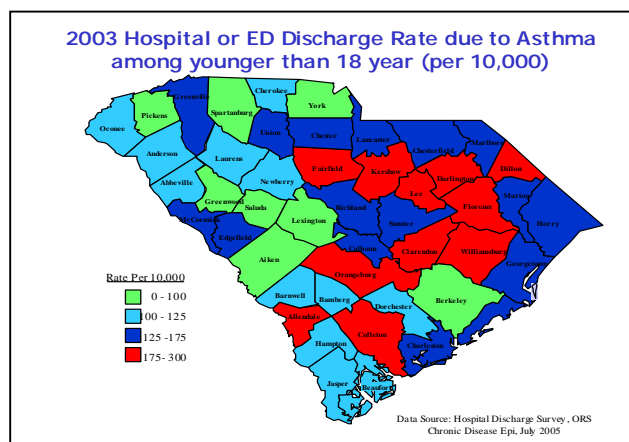 2003 Hospital or ED Discharge Rate due to Asthma
among younger than 18 year (per 10,000)
Cherokee
Greenville
Spartanburg
York
Pickens
Oconee
Union
Chester
Lancaster
Marlboro
Chesterfield
Anderson
Laurens
Dillon
Fairfield
Kershaw
Darlington
Abbeville
Newberry
Lee
Marion
Greenwood
Florence
Saluda
Richland
Horry
McCormick
Lexington
Sumter
Edgefield
Calhoun
Clarendon
Williamsburg
Aiken
Georgetown
Orangeburg
Rate Per 10,000
0 - 100
100 - 125
125 -175
175- 300
Barnwell
Bamberg
Dorchester
Berkeley
Allendale
Colleton
Hampton
Charleston
Jasper
Beaufort
Data Source: Hospital Discharge Survey, ORS
Chronic Disease Epi, July 2005